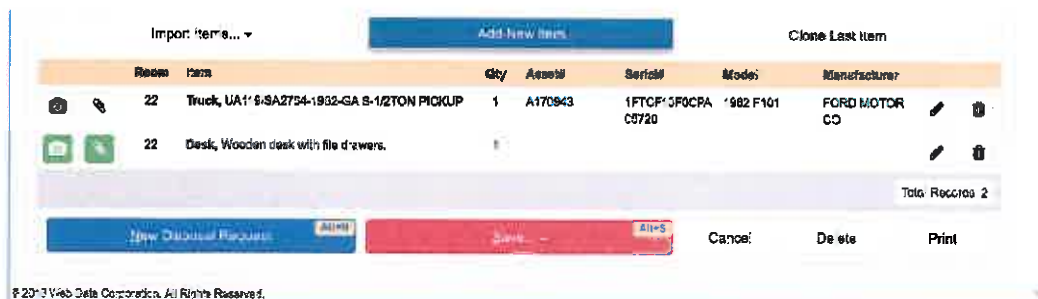 Import Items... Add New Item Clone Last Item
Room Item Qty Asset# Serial# Model Manufacturer
22 Truck, UA119-SA2754-1982-GA S-1/2TON PICKUP 1 A170943 1FTCF10F0CPA 1982 F101 FORD MOTOR
C5720 CO
22 Desk, Wooden desk with file drawers. 1
Total Records 2
New Disposal Request Alt+N Save... Alt+S Cancel Delete Print
© 2013 Web Data Corporation. All Rights Reserved.